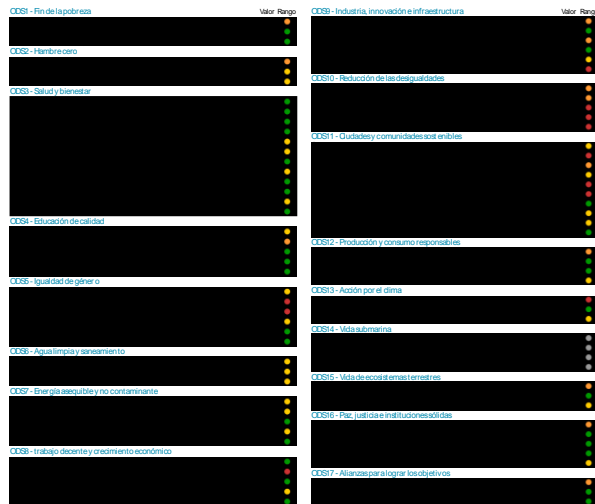 ODS1 - Fin de la pobreza
Valor Rango
ODS2 - Hambre cero
ODS3 - Salud y bienestar
ODS4 - Educación de calidad
ODS5 - Igualdad de género
ODS6 - Agua limpia y saneamiento
ODS7 - Energía asequible y no contaminante
ODS8 - trabajo decente y crecimiento económico
ODS9 - Industria, innovación e infraestructura
Valor Rang
ODS10 - Reducción de las desigualdades
ODS11 - Ciudades y comunidades sostenibles
ODS12 - Producción y consumo responsables
ODS13 - Acción por el clima
ODS14 - Vida submarina
ODS15 - Vida de ecosistemas terrestres
ODS16 - Paz, justicia e instituciones sólidas
ODS17 - Alianzas para lograr los objetivos